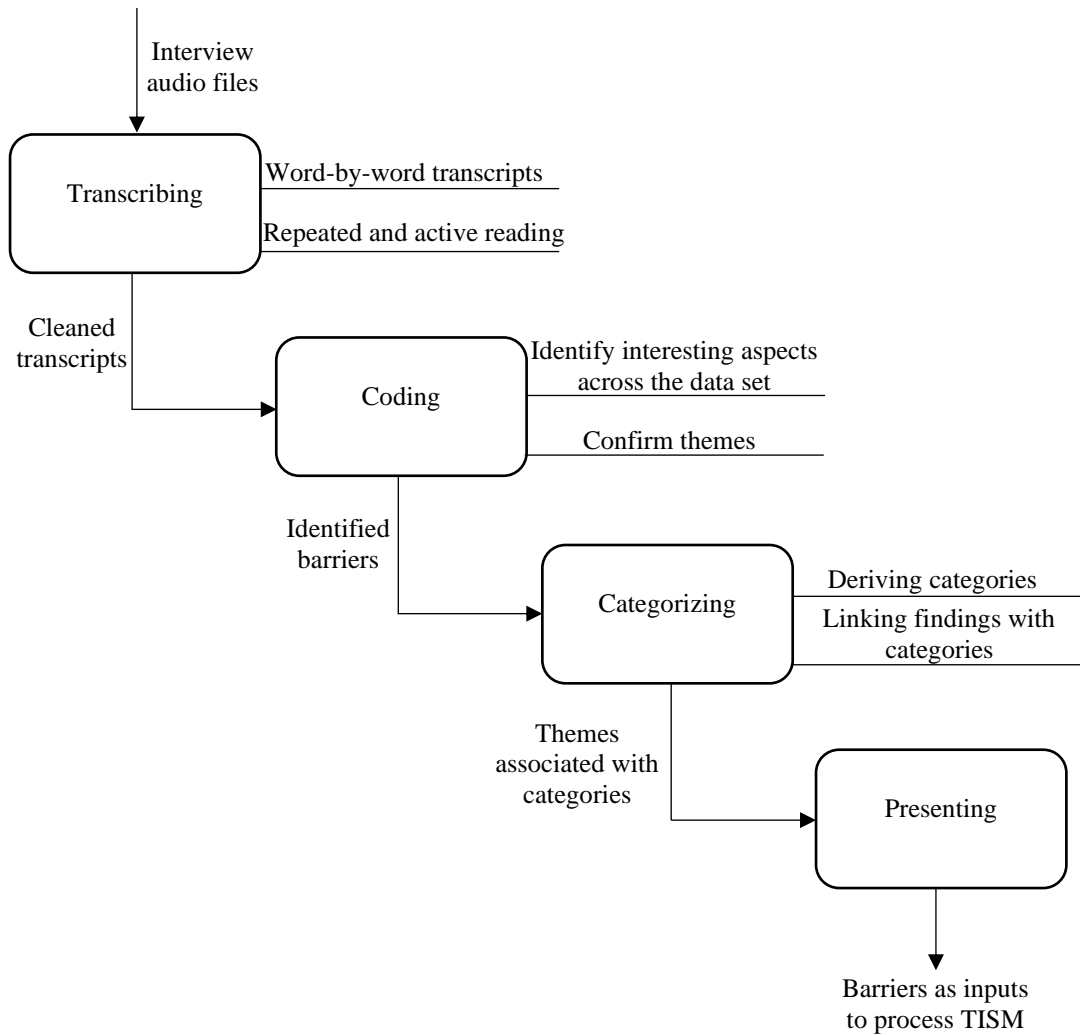 Interview
audio files
Transcribing
Word-by-word transcripts
Repeated and active reading
Cleaned
transcripts
Coding
Identify interesting aspects
across the data set
Confirm themes
Identified
barriers
Categorizing
Deriving categories
Linking findings with
categories
Themes
associated with
categories
Presenting
Barriers as inputs
to process TISM